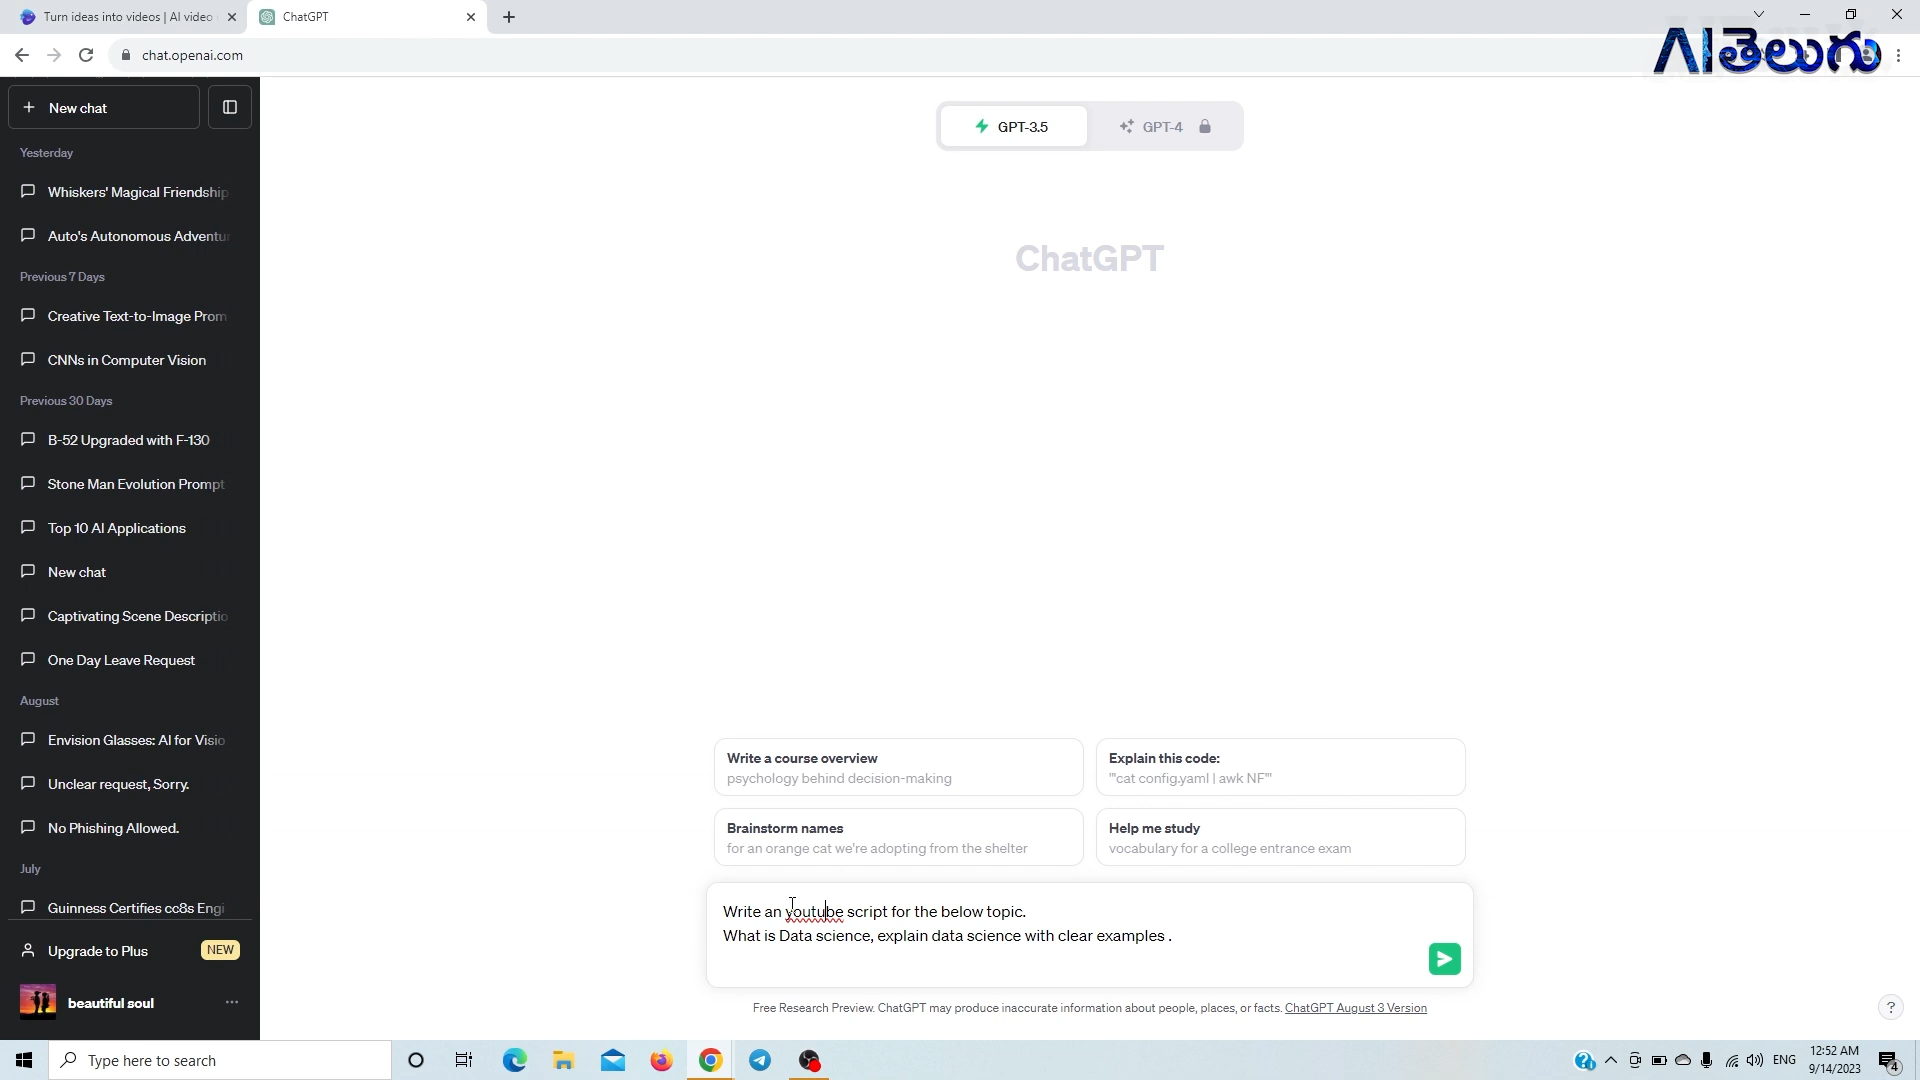 Turn ideas into videos | AI video
ChatGPT
chat.openai.com
AIతెలుగు
New chat
Yesterday
Whiskers' Magical Friendship
Auto's Autonomous Adventur
Previous 7 Days
Creative Text-to-Image Prom
CNNs in Computer Vision
Previous 30 Days
B-52 Upgraded with F-130
Stone Man Evolution Prompt
Top 10 AI Applications
New chat
Captivating Scene Descriptio
One Day Leave Request
August
Envision Glasses: AI for Visio
Unclear request, Sorry.
No Phishing Allowed.
July
Guinness Certifies cc8s Engi
Upgrade to Plus
NEW
beautiful soul
GPT-3.5
GPT-4
ChatGPT
Write a course overview
psychology behind decision-making
Explain this code:
"'cat config.yaml | awk NF'"
Brainstorm names
for an orange cat we're adopting from the shelter
Help me study
vocabulary for a college entrance exam
Write an youtube script for the below topic.
What is Data science, explain data science with clear examples .
Free Research Preview. ChatGPT may produce inaccurate information about people, places, or facts. ChatGPT August 3 Version
?
Type here to search
ENG
12:52 AM
9/14/2023
4